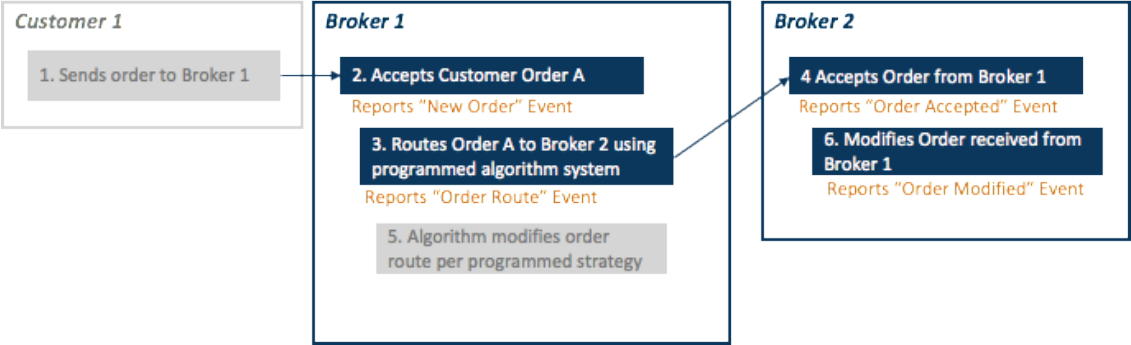 Customer 1
1. Sends order to Broker 1
Broker 1
2. Accepts Customer Order A
Reports "New Order" Event
3. Routes Order A to Broker 2 using
programmed algorithm system
Reports "Order Route" Event
5. Algorithm modifies order
route per programmed strategy
Broker 2
4 Accepts Order from Broker 1
Reports "Order Accepted" Event
6. Modifies Order received from
Broker 1
Reports "Order Modified" Event